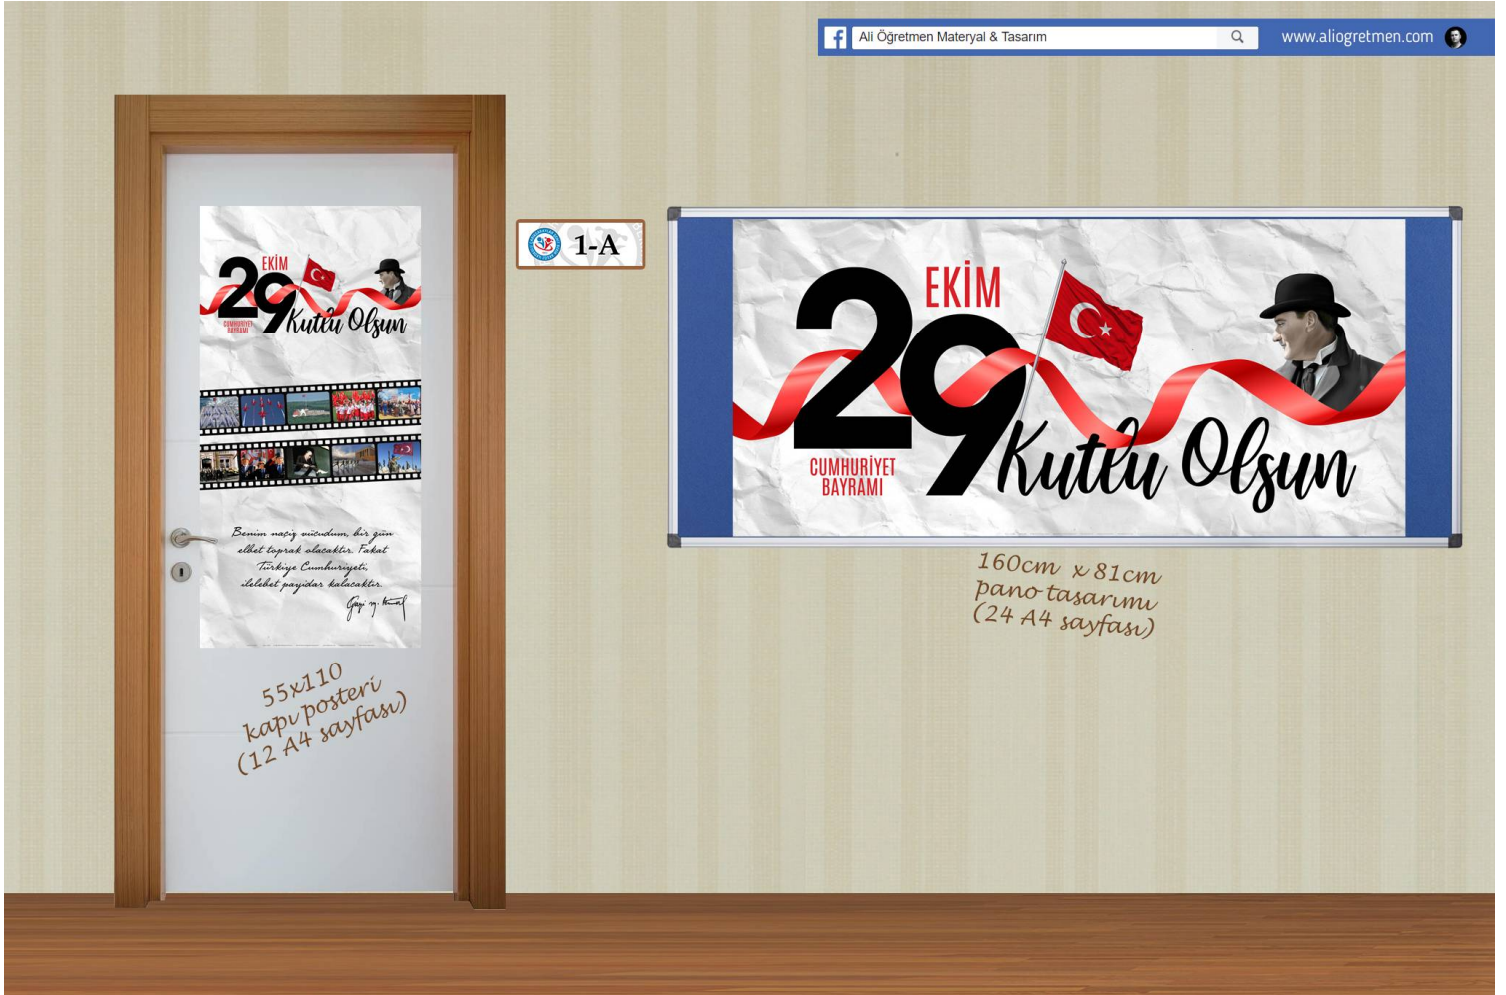 Ali Öğretmen Materyal & Tasarım
www.aliogretmen.com
EKİM
29
CUMHURİYET
BAYRAMI
Kutlu Olsun
Benim naçiz vücudum, bir gün
elbet toprak olacaktır. Fakat
Türkiye Cumhuriyeti,
ilelebet payidar kalacaktır.
Gazi M. Kemal
55x110
kapı posteri
(12 A4 sayfası)
1-A
EKİM
29
CUMHURİYET
BAYRAMI
Kutlu Olsun
160cm x 81cm
pano tasarımı
(24 A4 sayfası)